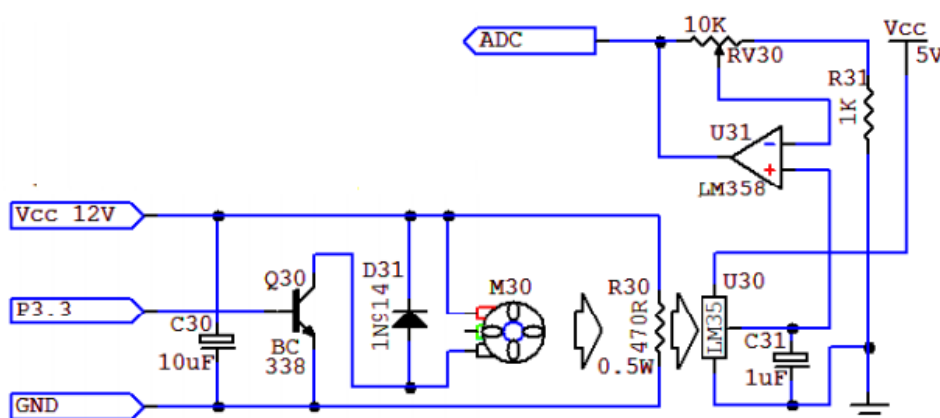 10K
Vcc
ADC
RV30
5V
R31
1K
U31
-
+
LM358
Vcc 12V
Q30
D31
M30
R30
U30
P3.3
1N914
470R
LM35
C30
C31
10uF
BC
338
0.5W
1uF
GND